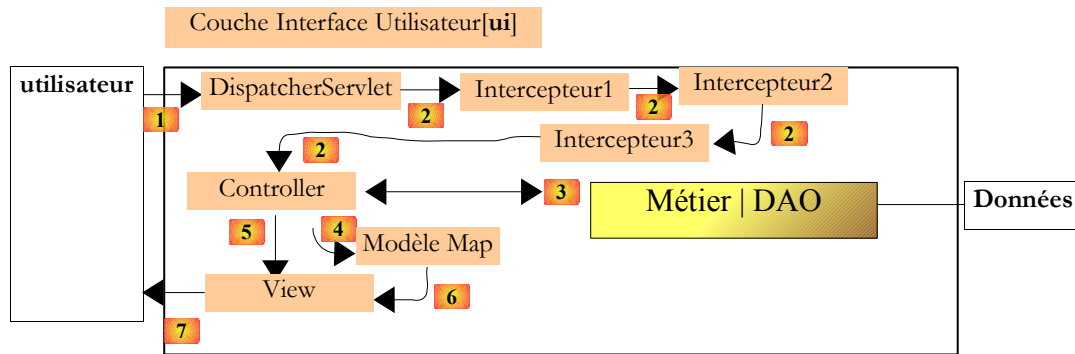 Couche Interface Utilisateur[ui]
utilisateur
DispatcherServlet
Intercepteur1
Intercepteur2
1
2
2
2
Intercepteur3
2
Controller
3
Métier | DAO
Données
5
4
Modèle Map
View
6
7